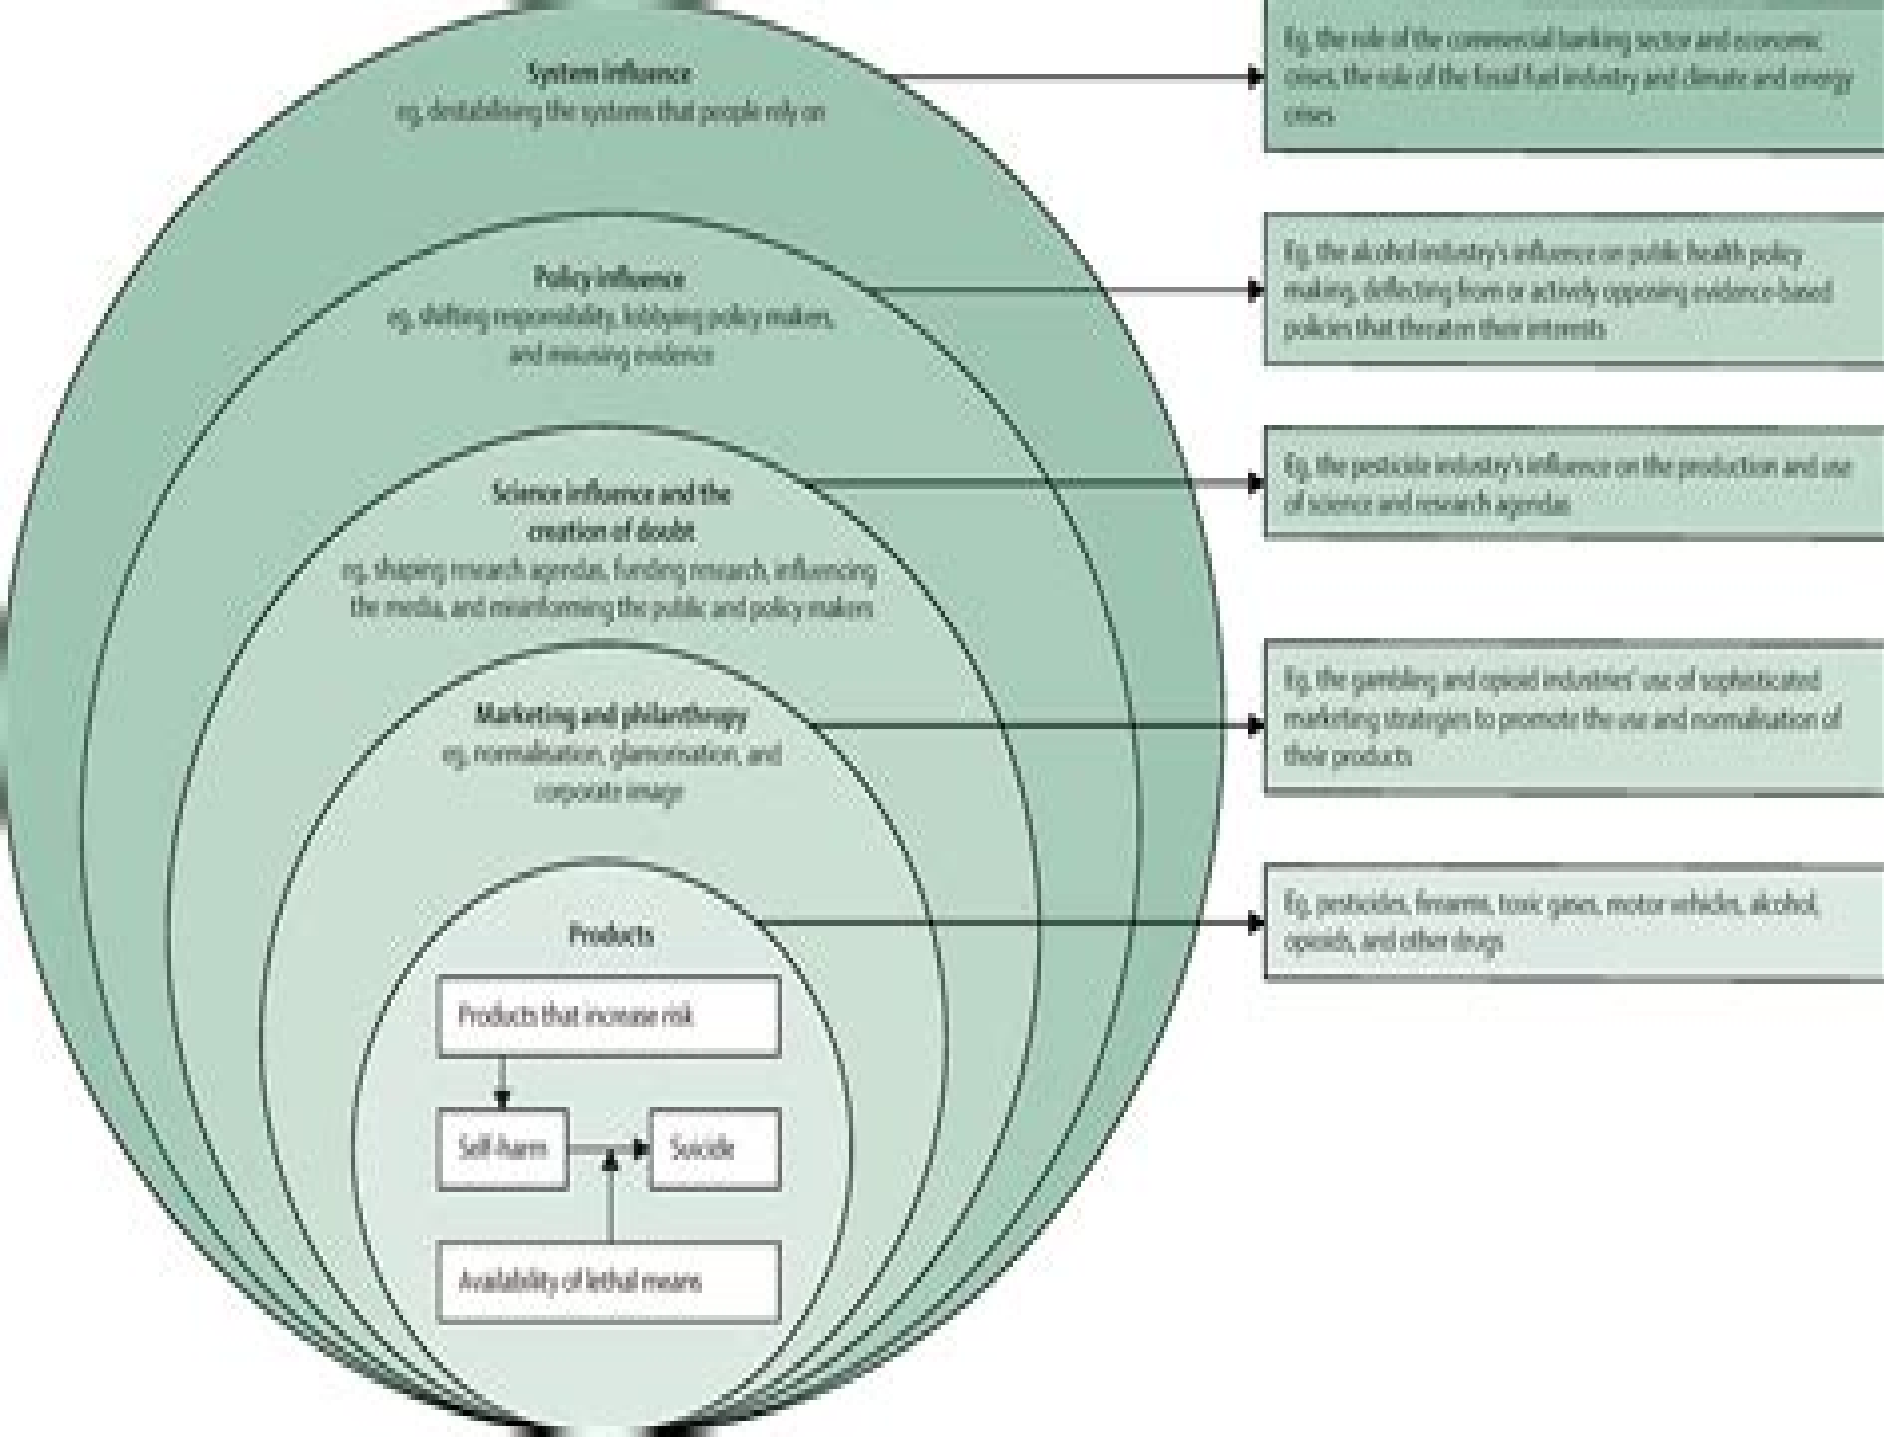 System influence
eg, destabilising the systems that people rely on
Eg, the role of the commercial banking sector and economic
crises, the role of the fossil fuel industry and climate and energy
crises
Policy influence
eg, shifting responsibility, lobbying policy makers,
and misusing evidence
Eg, the alcohol industry's influence on public health policy
making, deflecting from or actively opposing evidence-based
policies that threaten their interests
Science influence and the
creation of doubt
eg, shaping research agendas, funding research, influencing
the media, and misinforming the public and policy makers
Eg, the pesticide industry's influence on the production and use
of science and research agendas
Marketing and philanthropy
eg, normalisation, glamorisation, and
corporate image
Eg, the gambling and opioid industries' use of sophisticated
marketing strategies to promote the use and normalisation of
their products
Products
Eg, pesticides, firearms, toxic gases, motor vehicles, alcohol,
opioids, and other drugs
Products that increase risk
Self-harm
Suicide
Availability of lethal means